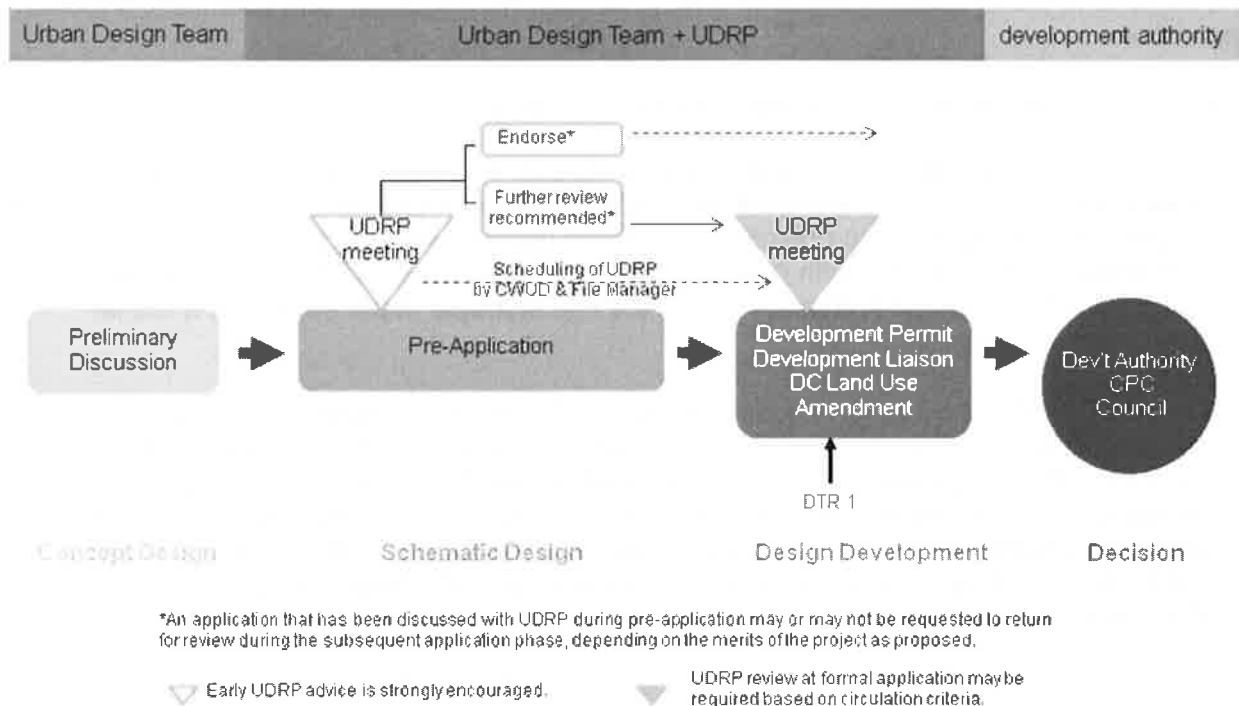 Urban Design Team
Urban Design Team + UDRP
development authority
Endorse*
Further review
recommended*
UDRP
meeting
UDRP
meeting
Scheduling of UDRP
by CWUD & File Manager
Preliminary
Discussion
Pre-Application
Development Permit
Development Liaison
DC Land Use
Amendment
Dev't Authority
CPC
Council
DTR 1
Concept Design
Schematic Design
Design Development
Decision
*An application that has been discussed with UDRP during pre-application may or may not be requested to return
for review during the subsequent application phase, depending on the merits of the project as proposed.
Early UDRP advice is strongly encouraged.
UDRP review at formal application may be
required based on circulation criteria.